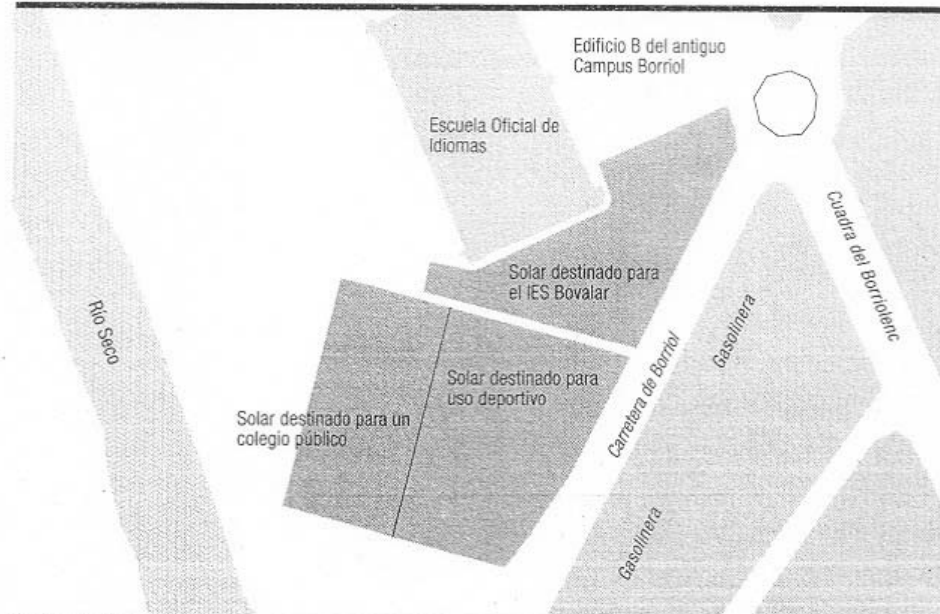 Edificio B del antiguo
Campus Borriol
Escuela Oficial de
Idiomas
Cuadra del Borriolenc
Solar destinado para
el IES Bovalar
Gasolinera
Río Seco
Carretera de Borriol
Solar destinado para
uso deportivo
Solar destinado para un
colegio público
Gasolinera